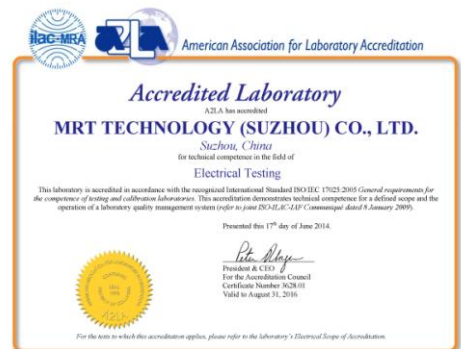 ilac-MRA
A2LA
American Association for Laboratory Accreditation
Accredited Laboratory
A2LA has accredited
MRT TECHNOLOGY (SUZHOU) CO., LTD.
Suzhou, China
for technical competence in the field of
Electrical Testing
This laboratory is accredited in accordance with the recognized International Standard ISO/IEC 17025:2005 General requirements for
the competence of testing and calibration laboratories. This accreditation demonstrates technical competence for a defined scope and the
operation of a laboratory quality management system (refer to joint ISO-ILAC-IAF Communiqué dated 8 January 2009).
Presented this 17th day of June 2014.
President & CEO
For the Accreditation Council
Certificate Number 3628.01
Valid to August 31, 2016
A2LA
For the tests to which this accreditation applies, please refer to the laboratory's Electrical Scope of Accreditation.